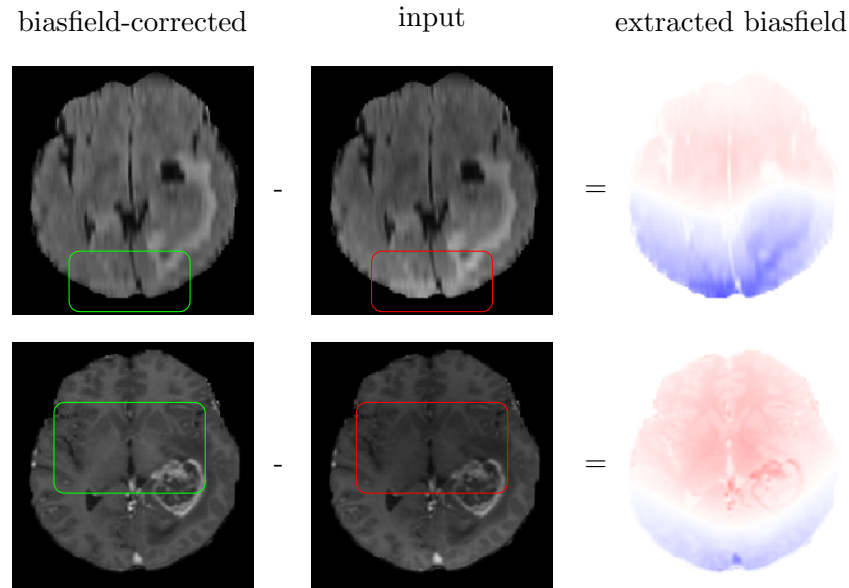 biasfield-corrected input extracted biasfield
- =
- =